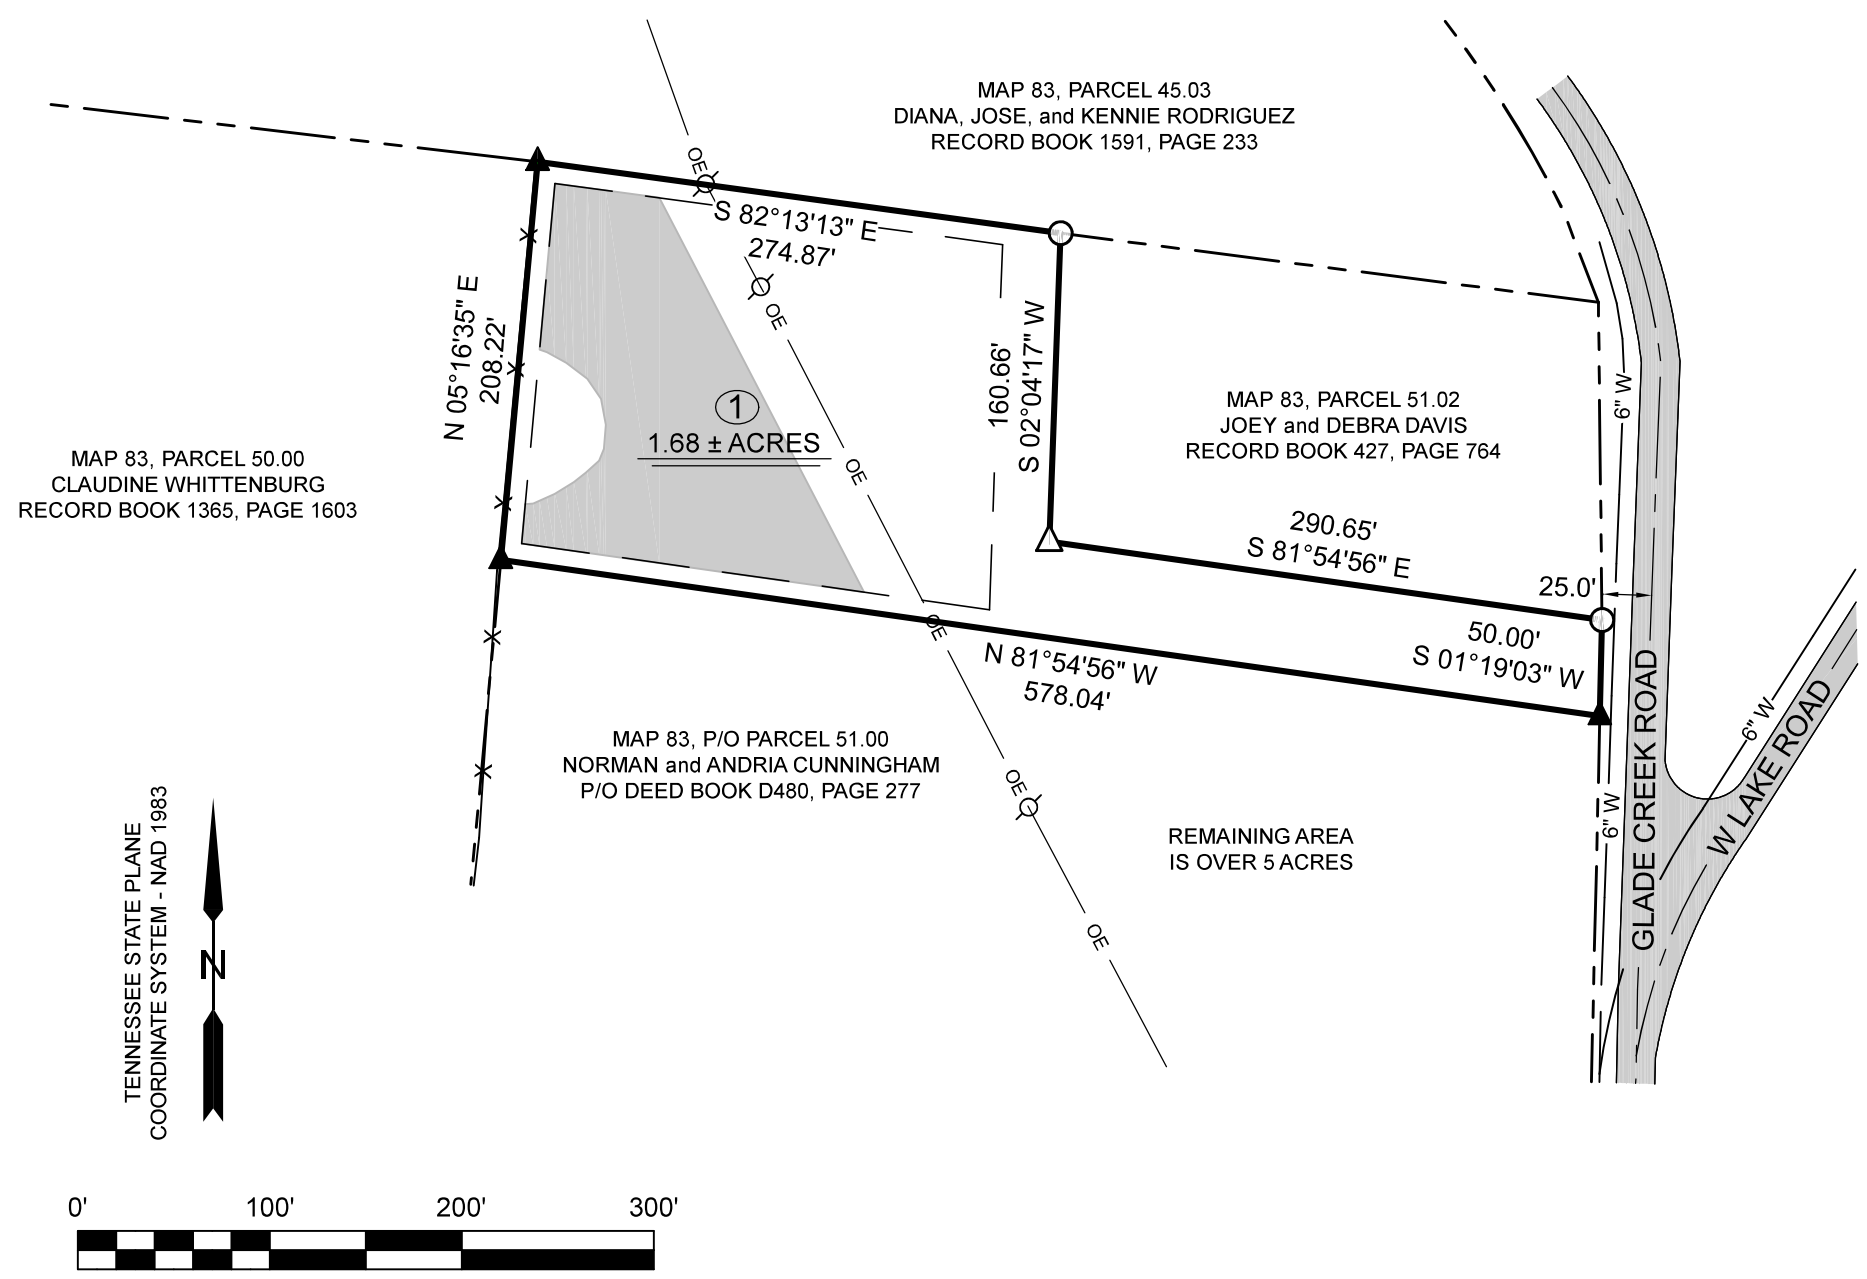 MAP 83, PARCEL 45.03
DIANA, JOSE, and KENNIE RODRIGUEZ
RECORD BOOK 1591, PAGE 233
OE
S 82°13'13" E
274.87'
OE
N 05°16'35" E
208.22'
160.66'
S 02°04'17" W
6" W
1
1.68 ± ACRES
OE
MAP 83, PARCEL 51.02
JOEY and DEBRA DAVIS
RECORD BOOK 427, PAGE 764
MAP 83, PARCEL 50.00
CLAUDINE WHITTENBURG
RECORD BOOK 1365, PAGE 1603
290.65'
S 81°54'56" E
25.0'
OE
50.00'
S 01°19'03" W
N 81°54'56" W
578.04'
GLADE CREEK ROAD
6" W
W LAKE ROAD
MAP 83, P/O PARCEL 51.00
NORMAN and ANDRIA CUNNINGHAM
P/O DEED BOOK D480, PAGE 277
OE
6" W
REMAINING AREA
IS OVER 5 ACRES
OE
TENNESSEE STATE PLANE
COORDINATE SYSTEM - NAD 1983
N
0' 100' 200' 300'